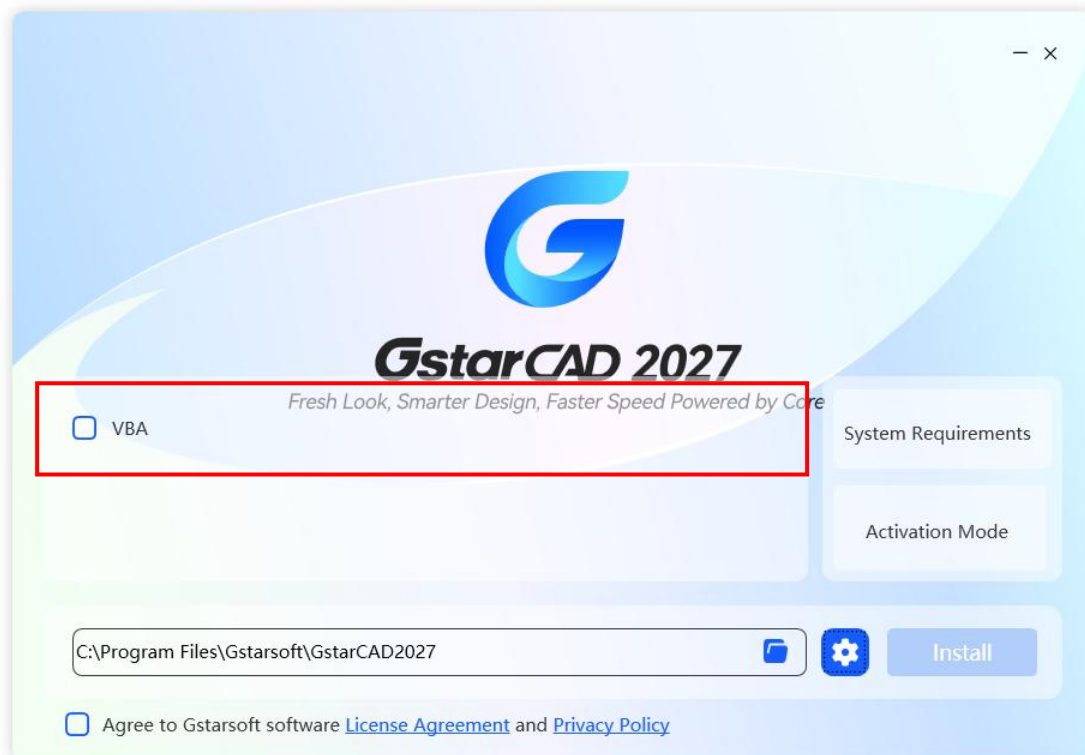 GstarCAD 2027
Fresh Look, Smarter Design, Faster Speed Powered by Core
VBA
System Requirements
Activation Mode
C:\Program Files\Gstarsoft\GstarCAD2027
Install
Agree to Gstarsoft software License Agreement and Privacy Policy